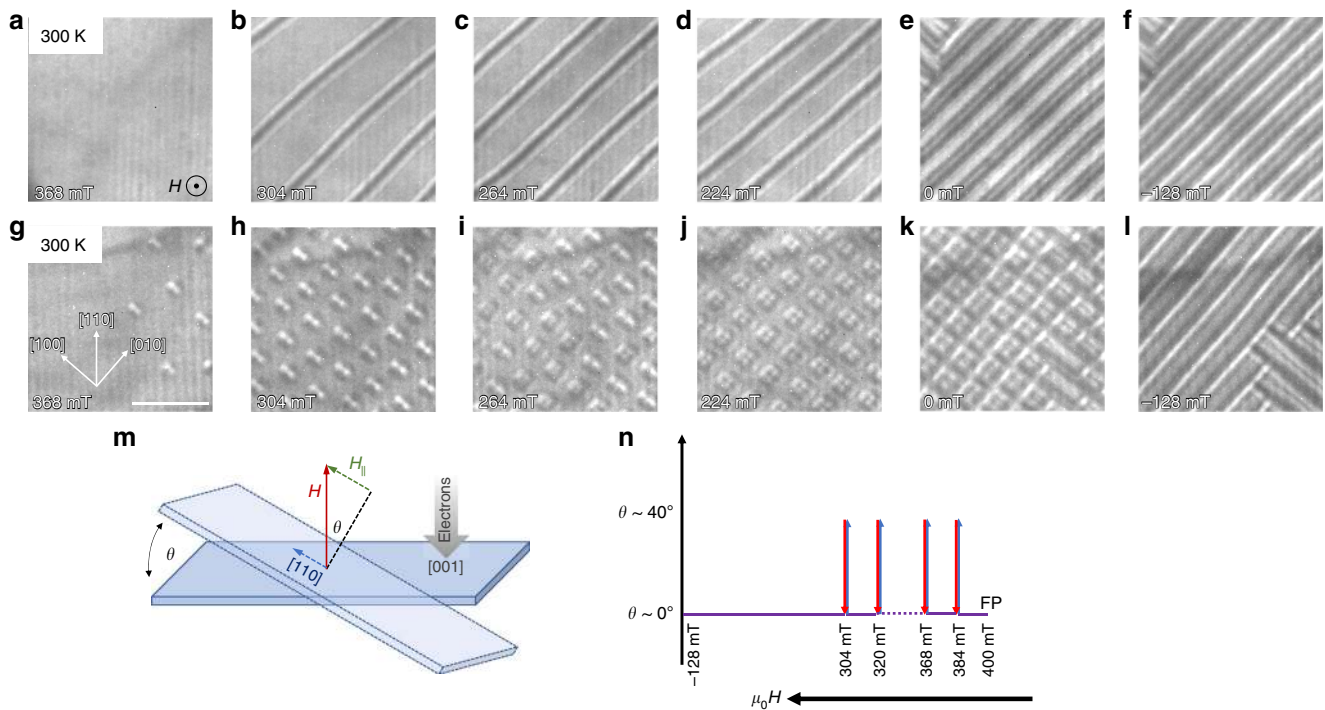 a
300 K
368 mT
H
b
304 mT
c
264 mT
d
224 mT
e
0 mT
f
−128 mT
g
300 K
[110]
[100]
[010]
368 mT
h
304 mT
i
264 mT
j
224 mT
k
0 mT
l
−128 mT
m
H∥
H
θ
θ
[110]
Electrons
[001]
n
θ ~ 40°
θ ~ 0°
FP
−128 mT
304 mT
320 mT
368 mT
384 mT
400 mT
μ₀H